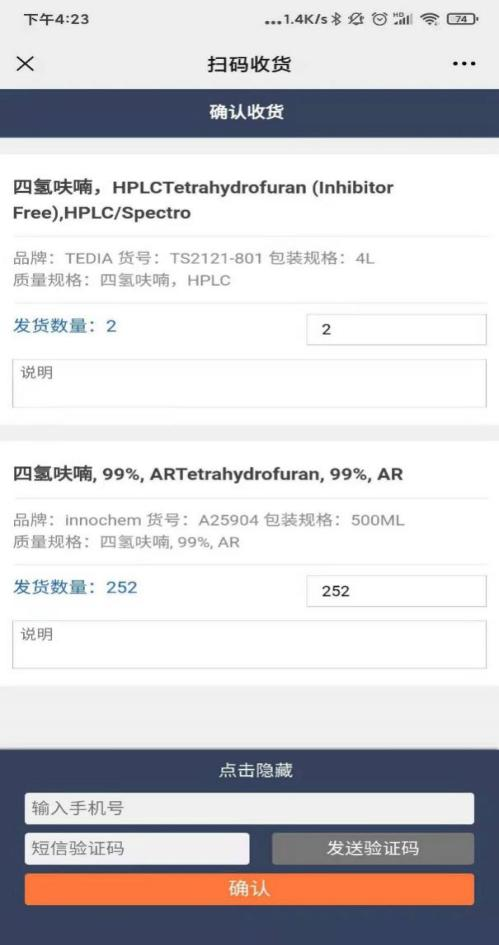 下午4:23
...1.4K/s HD 74
扫码收货
确认收货
四氢呋喃，HPLCTetrahydrofuran (Inhibitor
Free),HPLC/Spectro
品牌：TEDIA 货号：TS2121-801 包装规格：4L
质量规格：四氢呋喃，HPLC
发货数量：2
2
说明
四氢呋喃, 99%, ARTetrahydrofuran, 99%, AR
品牌：innochem 货号：A25904 包装规格：500ML
质量规格：四氢呋喃, 99%, AR
发货数量：252
252
说明
点击隐藏
输入手机号
短信验证码
发送验证码
确认